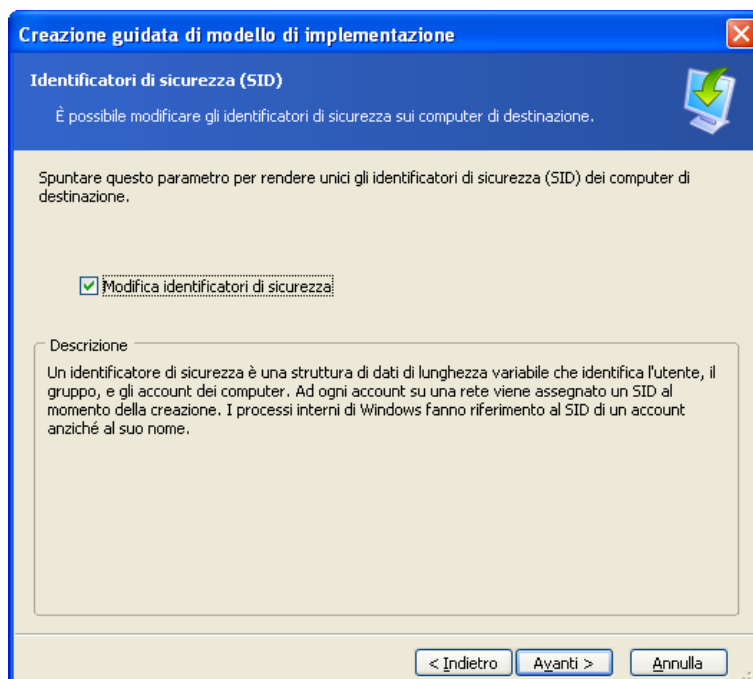 Creazione guidata di modello di implementazione
Identificatori di sicurezza (SID)
È possibile modificare gli identificatori di sicurezza sui computer di destinazione.
Spuntare questo parametro per rendere unici gli identificatori di sicurezza (SID) dei computer di
destinazione.
Modifica identificatori di sicurezza
Descrizione
Un identificatore di sicurezza è una struttura di dati di lunghezza variabile che identifica l'utente, il
gruppo, e gli account dei computer. Ad ogni account su una rete viene assegnato un SID al
momento della creazione. I processi interni di Windows fanno riferimento al SID di un account
anziché al suo nome.
< Indietro
Avanti >
Annulla